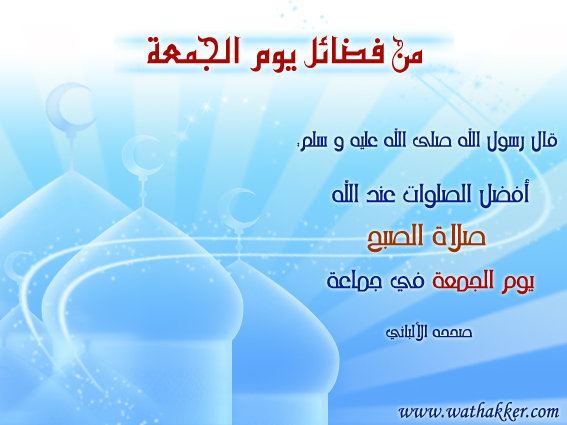 من فضائل يوم الجمعة
قال رسول الله صلى الله عليه و سلم:
أفضل الصلوات عند الله
صلاة الصبح
يوم الجمعة في جماعة
صححه الألباني
www.wathakker.com